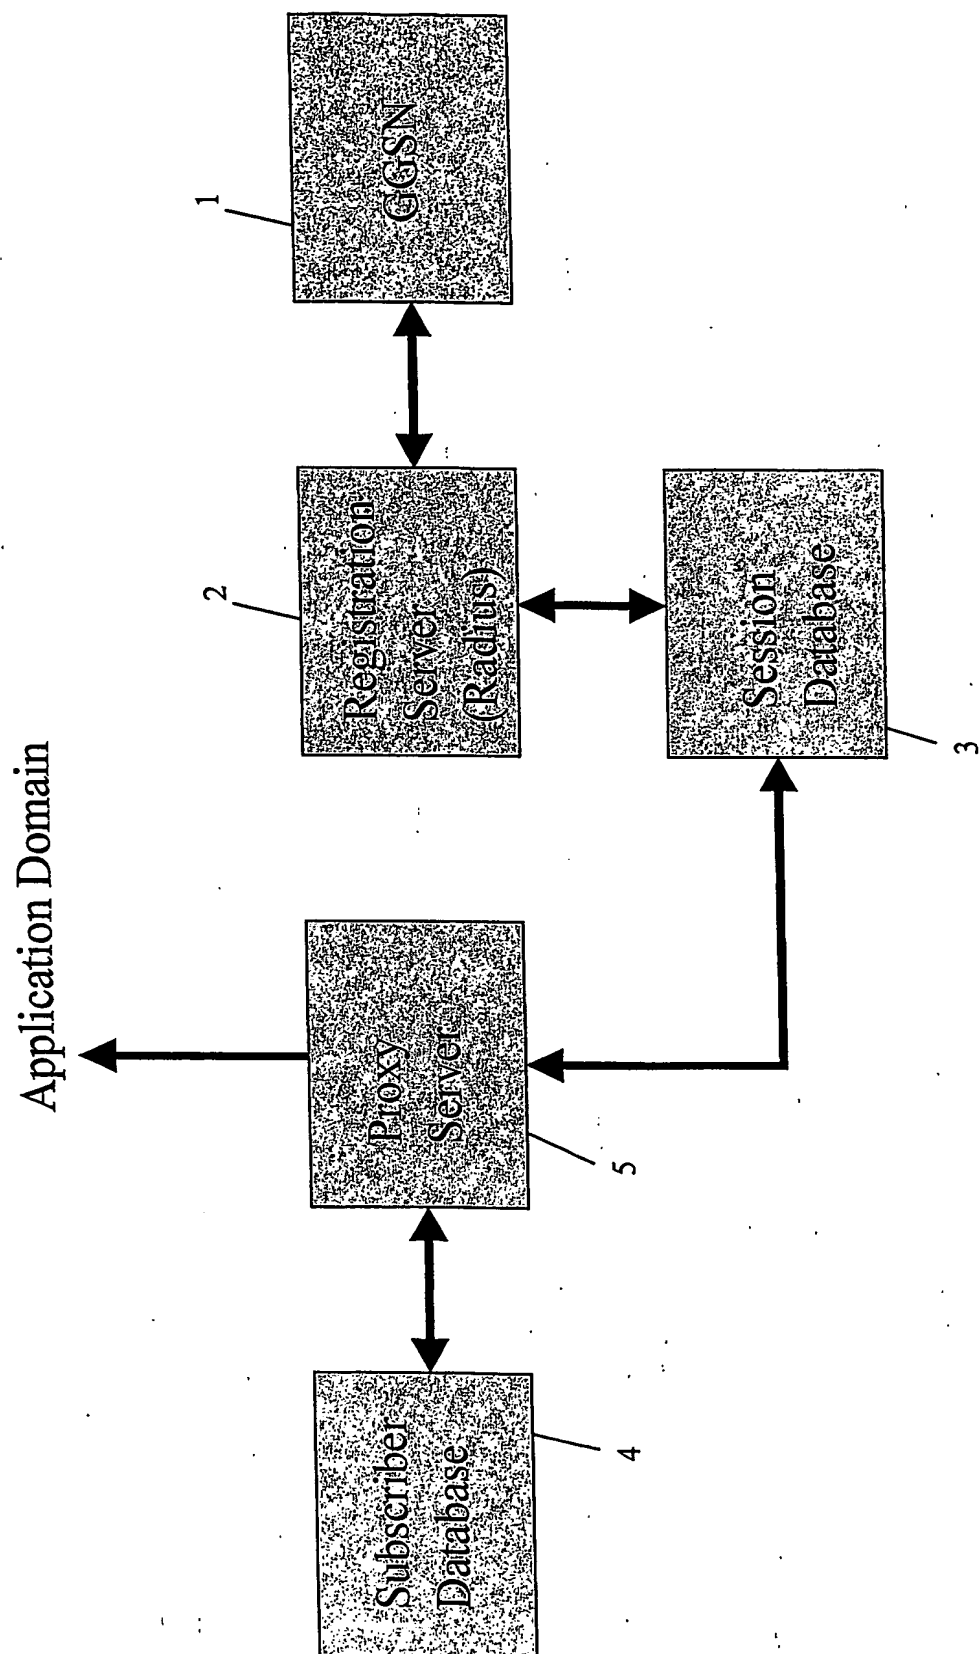 Application Domain
Subscriber
Database
4
Proxy
Server
5
Registration
Server
(Radius)
2
GGSN
1
Session
Database
3